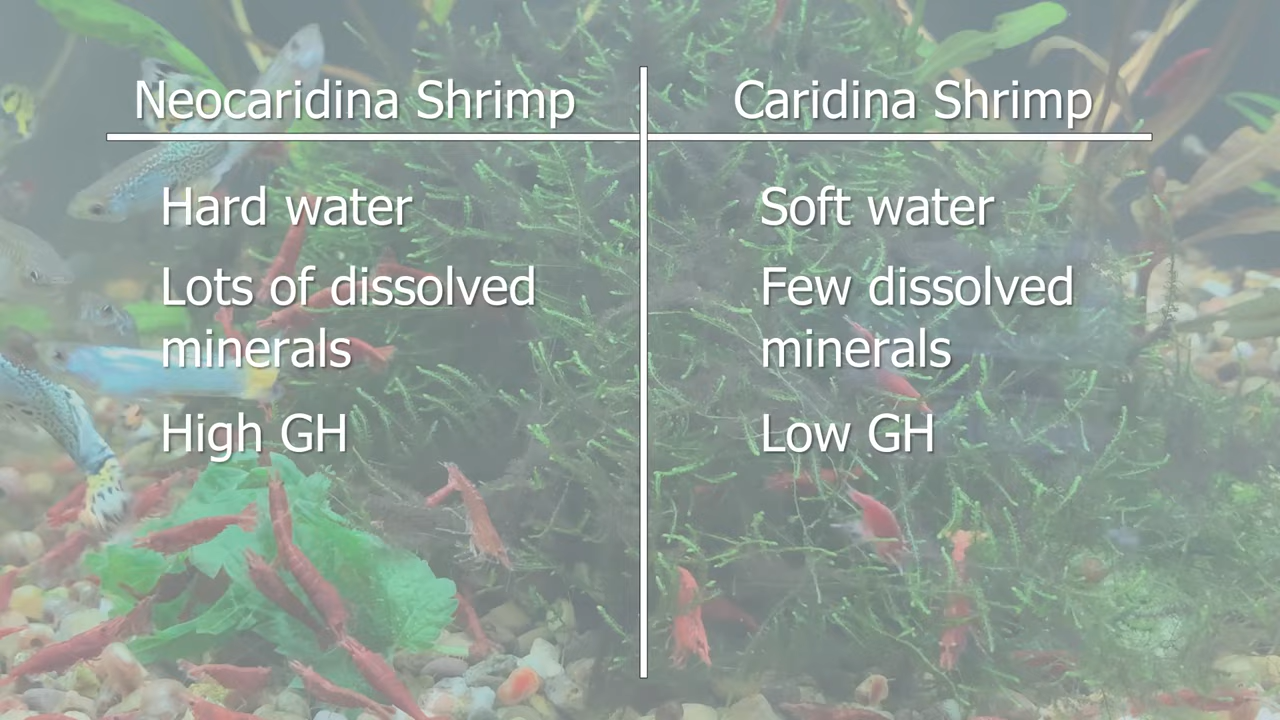 Neocaridina Shrimp
Caridina Shrimp
Hard water
Lots of dissolved
minerals
High GH
Soft water
Few dissolved
minerals
Low GH